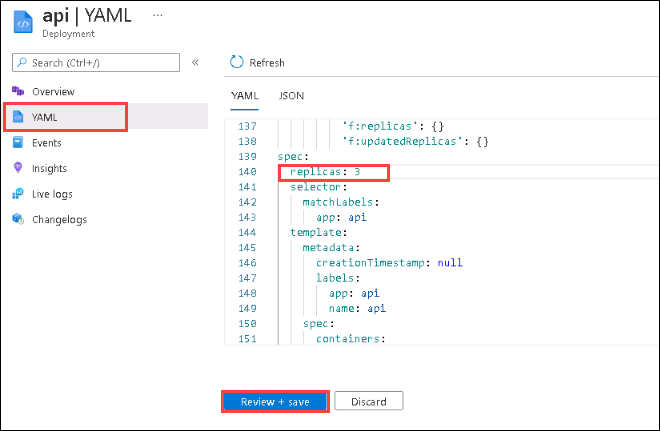 api | YAML ...
Deployment
Search (Ctrl+/)
«
Overview
YAML
Events
Insights
Live logs
Changelogs
Refresh
YAML JSON
137 'f:replicas': {}
138 'f:updatedReplicas': {}
139 spec:
140 replicas: 3
141 selector:
142 matchLabels:
143 app: api
144 template:
145 metadata:
146 creationTimestamp: null
147 labels:
148 app: api
149 name: api
150 spec:
151 containers:
Review + save Discard